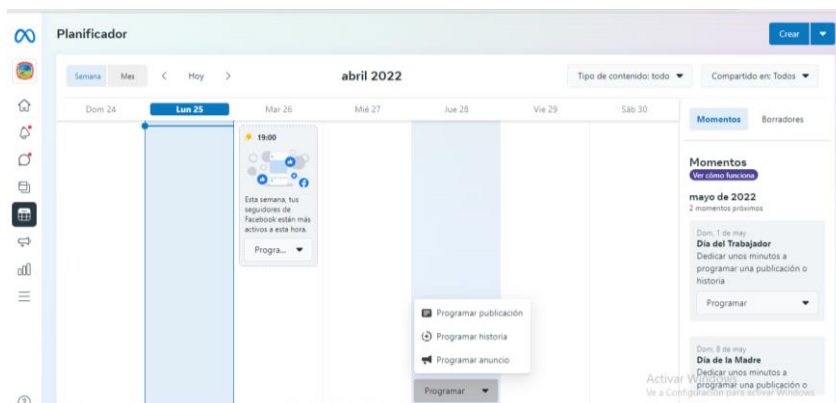 Planificador
Crear
Semana Mes Hoy abril 2022 Tipo de contenido: todo Compartido en: Todos
Dom 24 Lun 25 Mar 26 Mié 27 Jue 28 Vie 29 Sáb 30
Momentos Borradores
19:00
Esta semana, tus
seguidores de
Facebook están más
activos a esta hora.
Progra...
Programar publicación
Programar historia
Programar anuncio
Programar
Momentos
Ver cómo funciona
mayo de 2022
2 momentos próximos
Dom, 1 de may
Día del Trabajador
Dedicar unos minutos a
programar una publicación o
historia
Programar
Dom, 8 de may
Día de la Madre
Dedicar unos minutos a
programar una publicación o
Activar Windows
Ve a Configuración para activar Windows.